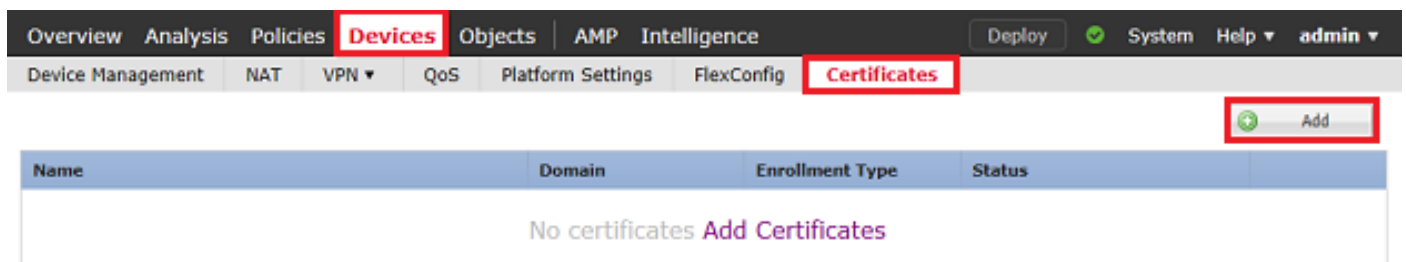 Overview Analysis Policies Devices Objects AMP Intelligence Deploy System Help ▾ admin ▾
Device Management NAT VPN ▾ QoS Platform Settings FlexConfig Certificates
Add
Name Domain Enrollment Type Status
No certificates Add Certificates